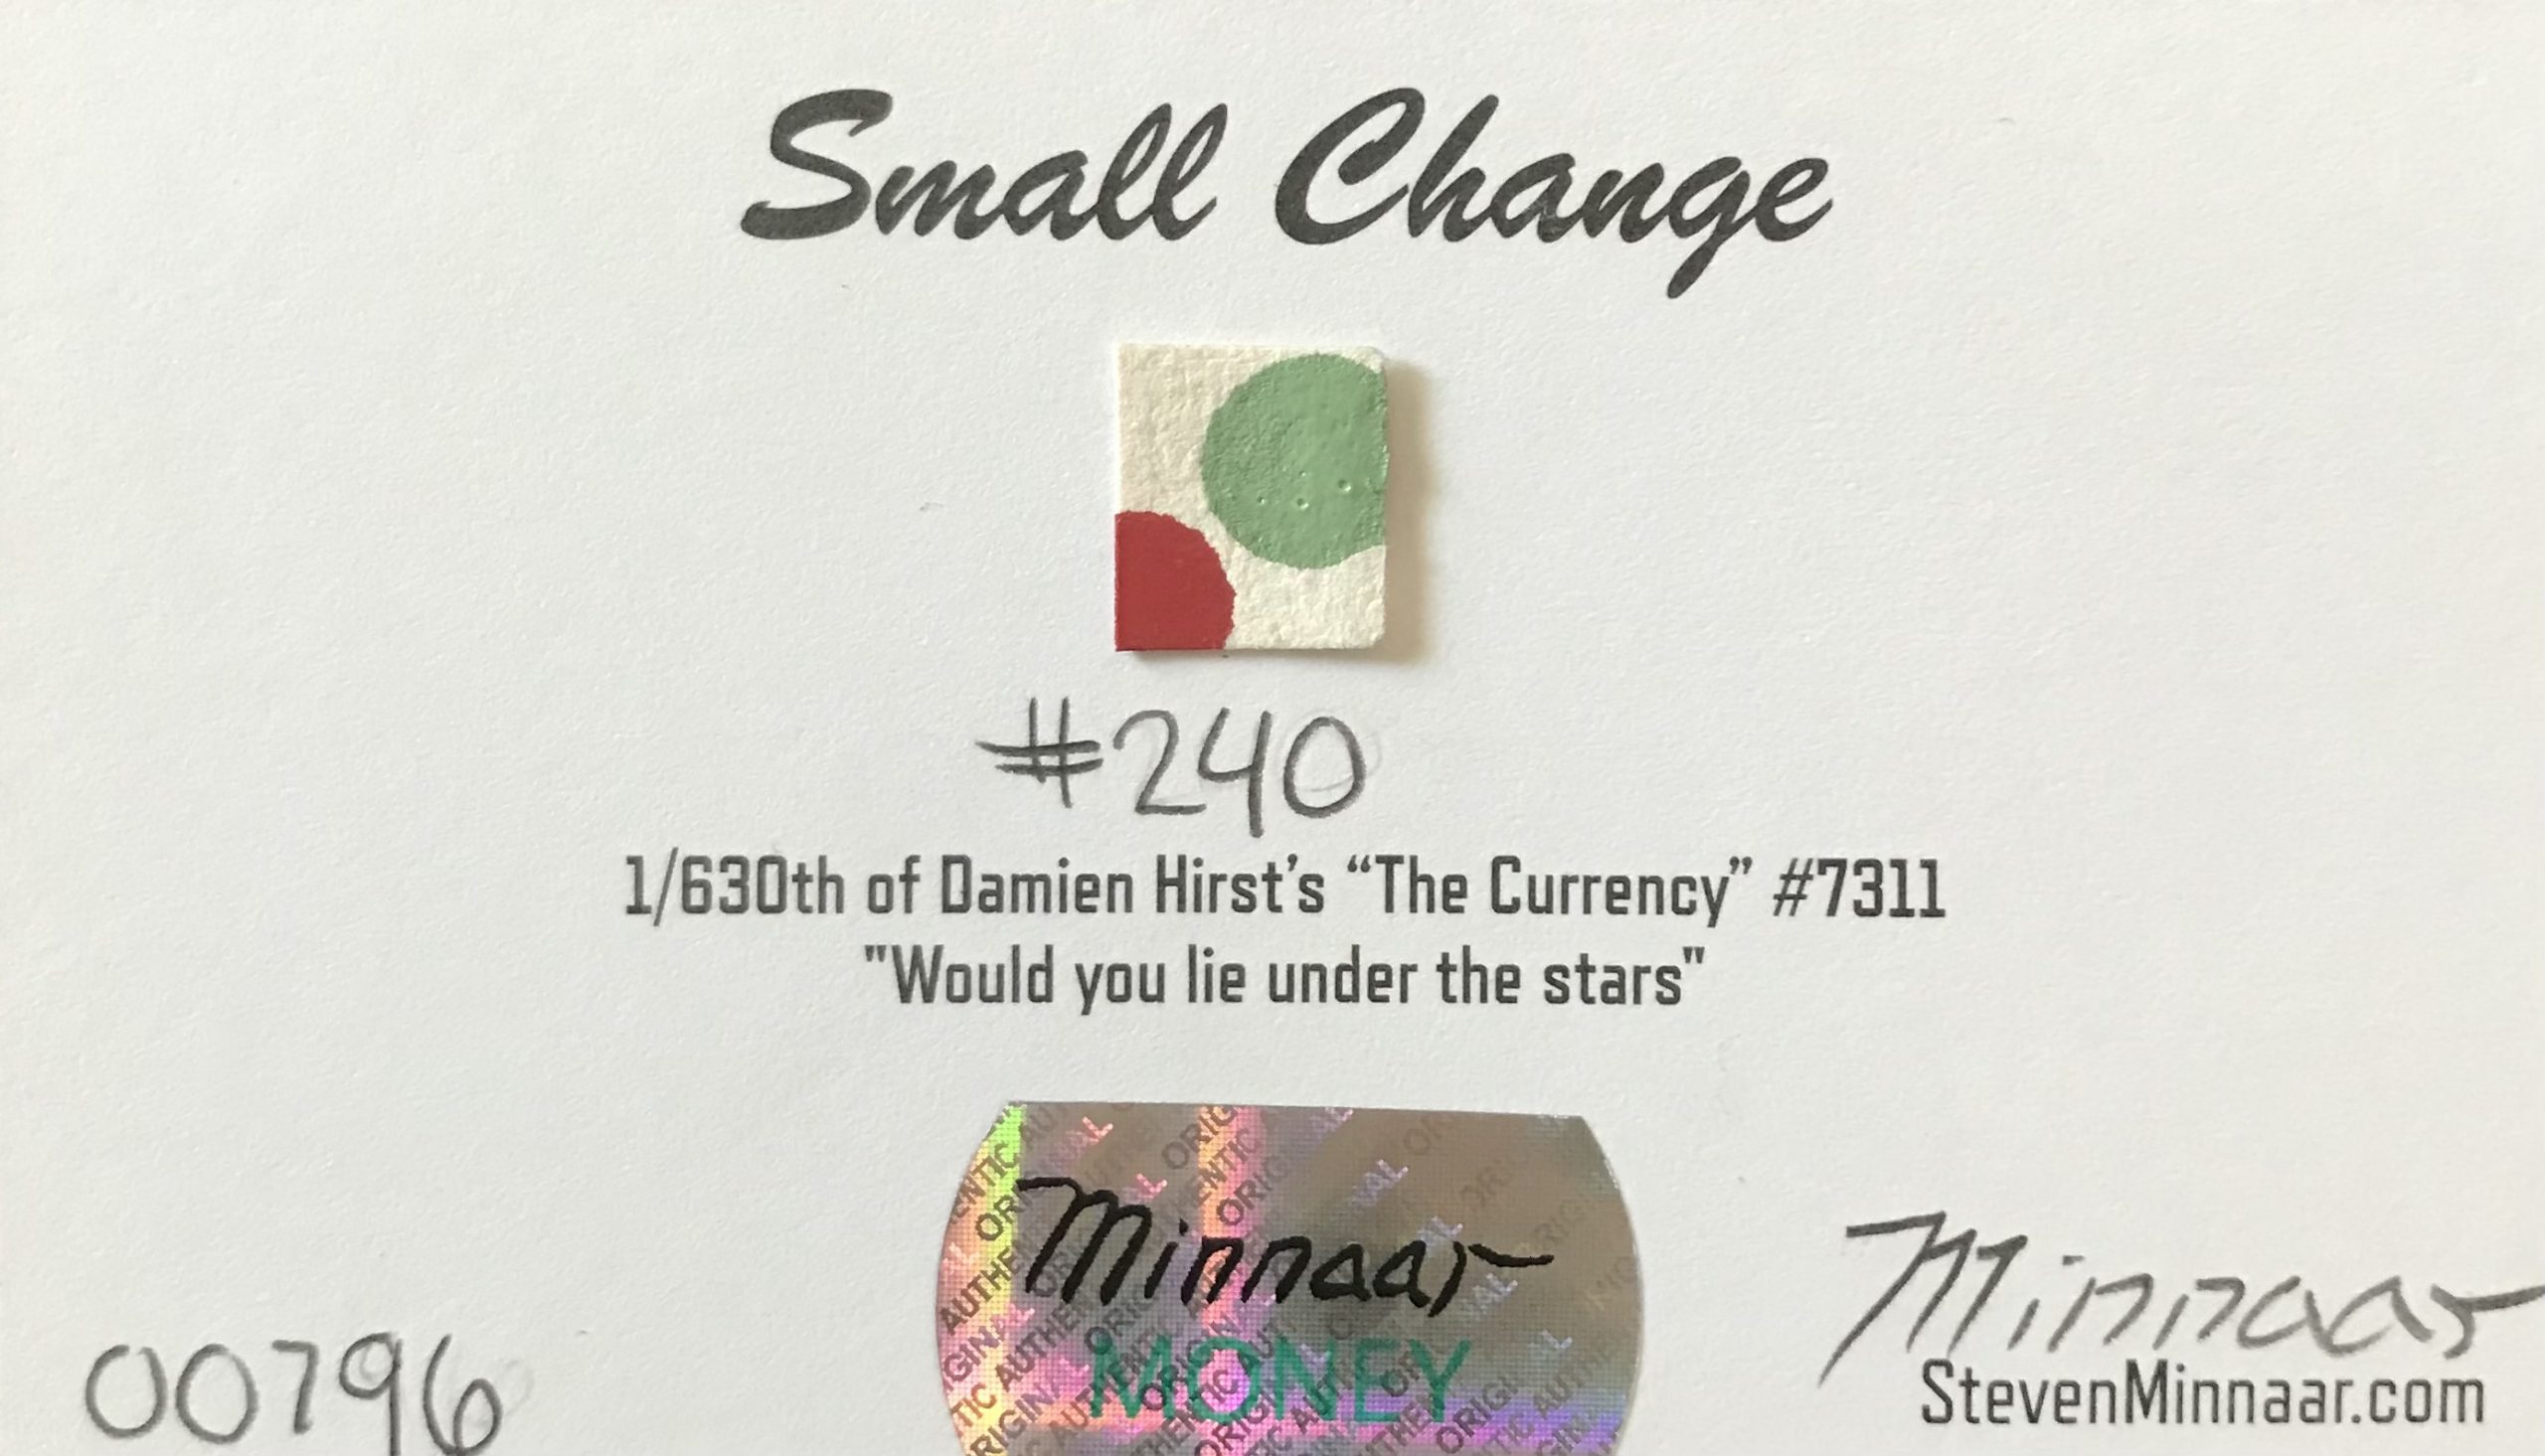 Small Change
#240
1/630th of Damien Hirst’s “The Currency” #7311
"Would you lie under the stars"
Minnaar
MONEY
Minnaar
00796
StevenMinnaar.com